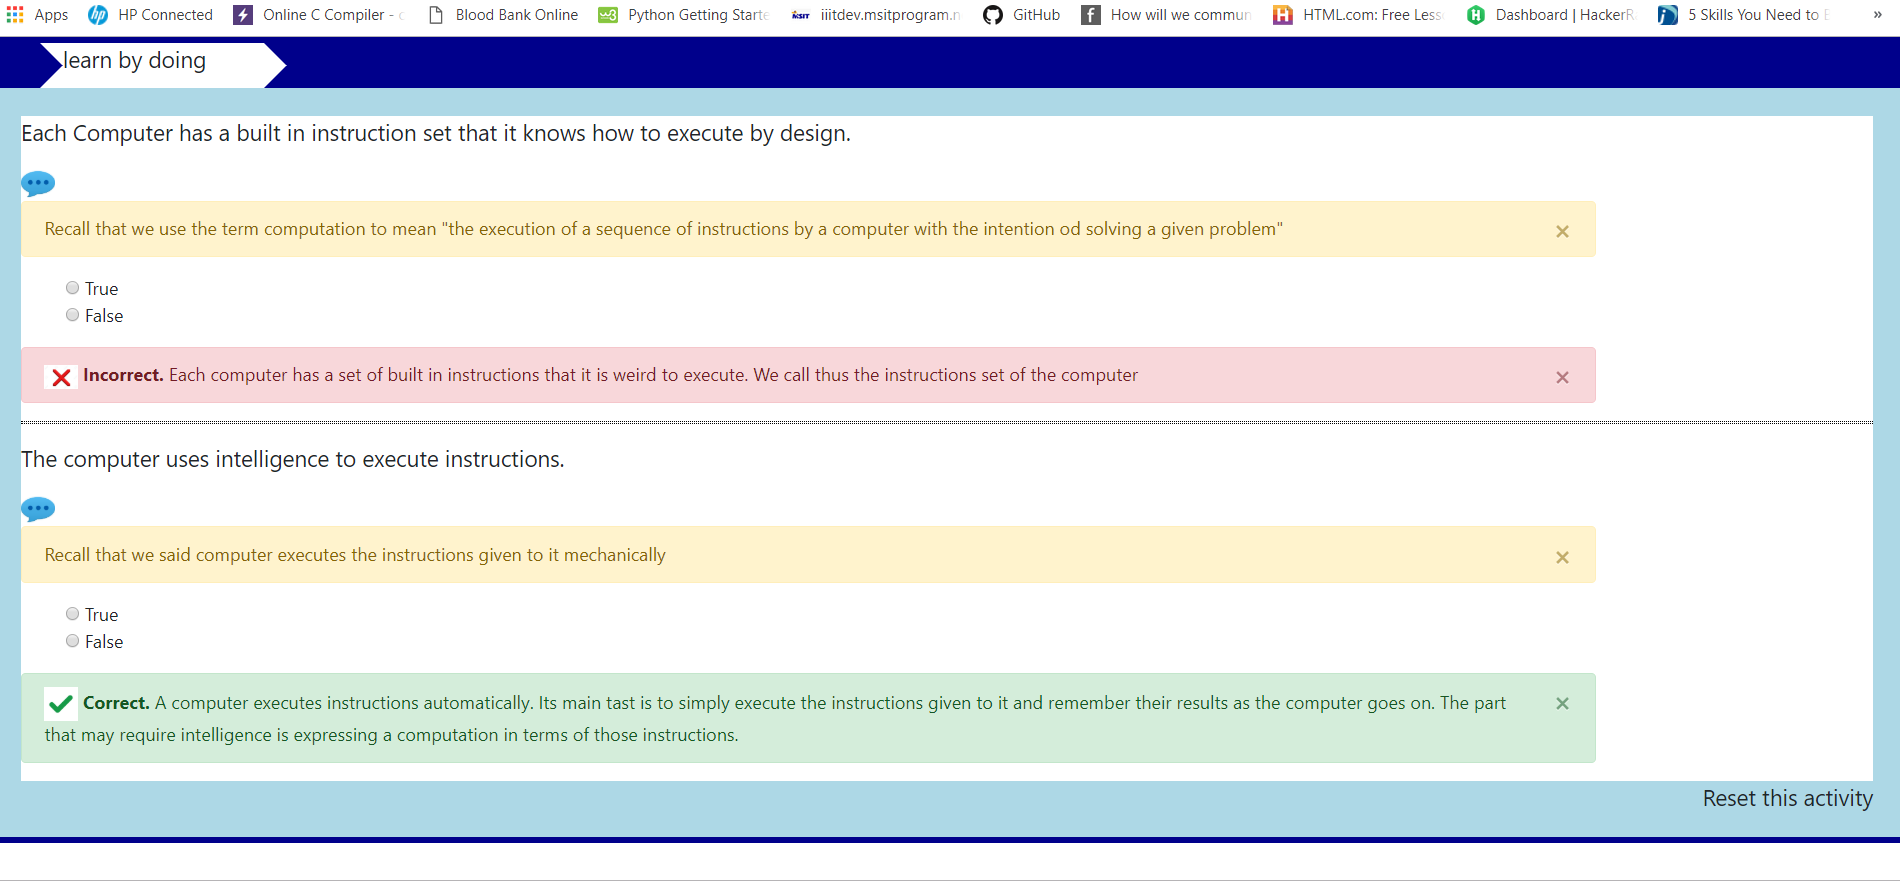 Apps HP Connected Online C Compiler - Blood Bank Online Python Getting Starte iiitdev.msitprogram.n GitHub How will we commun HTML.com: Free Less Dashboard | HackerR 5 Skills You Need to »
learn by doing
Each Computer has a built in instruction set that it knows how to execute by design.
Recall that we use the term computation to mean "the execution of a sequence of instructions by a computer with the intention od solving a given problem" ×
True
False
Incorrect. Each computer has a set of built in instructions that it is weird to execute. We call thus the instructions set of the computer ×
The computer uses intelligence to execute instructions.
Recall that we said computer executes the instructions given to it mechanically ×
True
False
Correct. A computer executes instructions automatically. Its main tast is to simply execute the instructions given to it and remember their results as the computer goes on. The part ×
that may require intelligence is expressing a computation in terms of those instructions.
Reset this activity